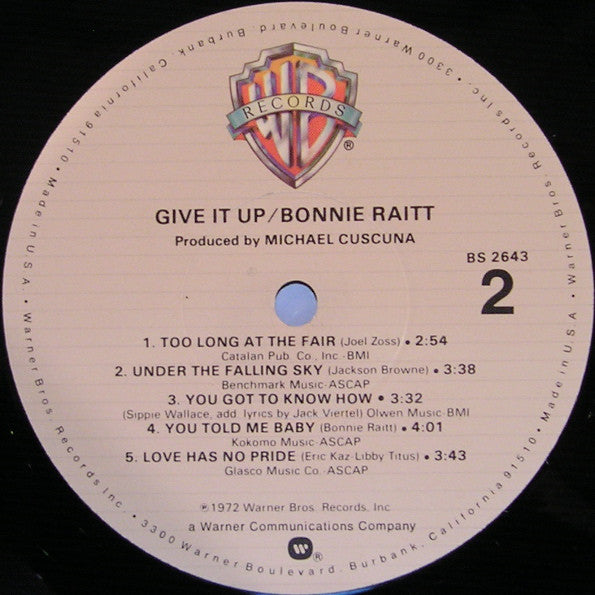 WB
RECORDS
®
GIVE IT UP/BONNIE RAITT
Produced by MICHAEL CUSCUNA
BS 2643
2
1. TOO LONG AT THE FAIR (Joel Zoss) • 2:54
Catalan Pub. Co., Inc.-BMI
2. UNDER THE FALLING SKY (Jackson Browne) • 3:38
Benchmark Music-ASCAP
3. YOU GOT TO KNOW HOW • 3:32
(Sippie Wallace, add. lyrics by Jack Viertel) Olwen Music-BMI
4. YOU TOLD ME BABY (Bonnie Raitt) • 4:01
Kokomo Music-ASCAP
5. LOVE HAS NO PRIDE (Eric Kaz-Libby Titus) • 3:43
Glasco Music Co.-ASCAP
℗1972 Warner Bros. Records, Inc.
a Warner Communications Company
W ®
Warner Bros. Records Inc. • 3300 Warner Boulevard, Burbank, California 91510 • Made in U.S.A. • Warner Bros. Records Inc. • 3300 Warner Boulevard, Burbank, California 91510 • Made in U.S.A. •